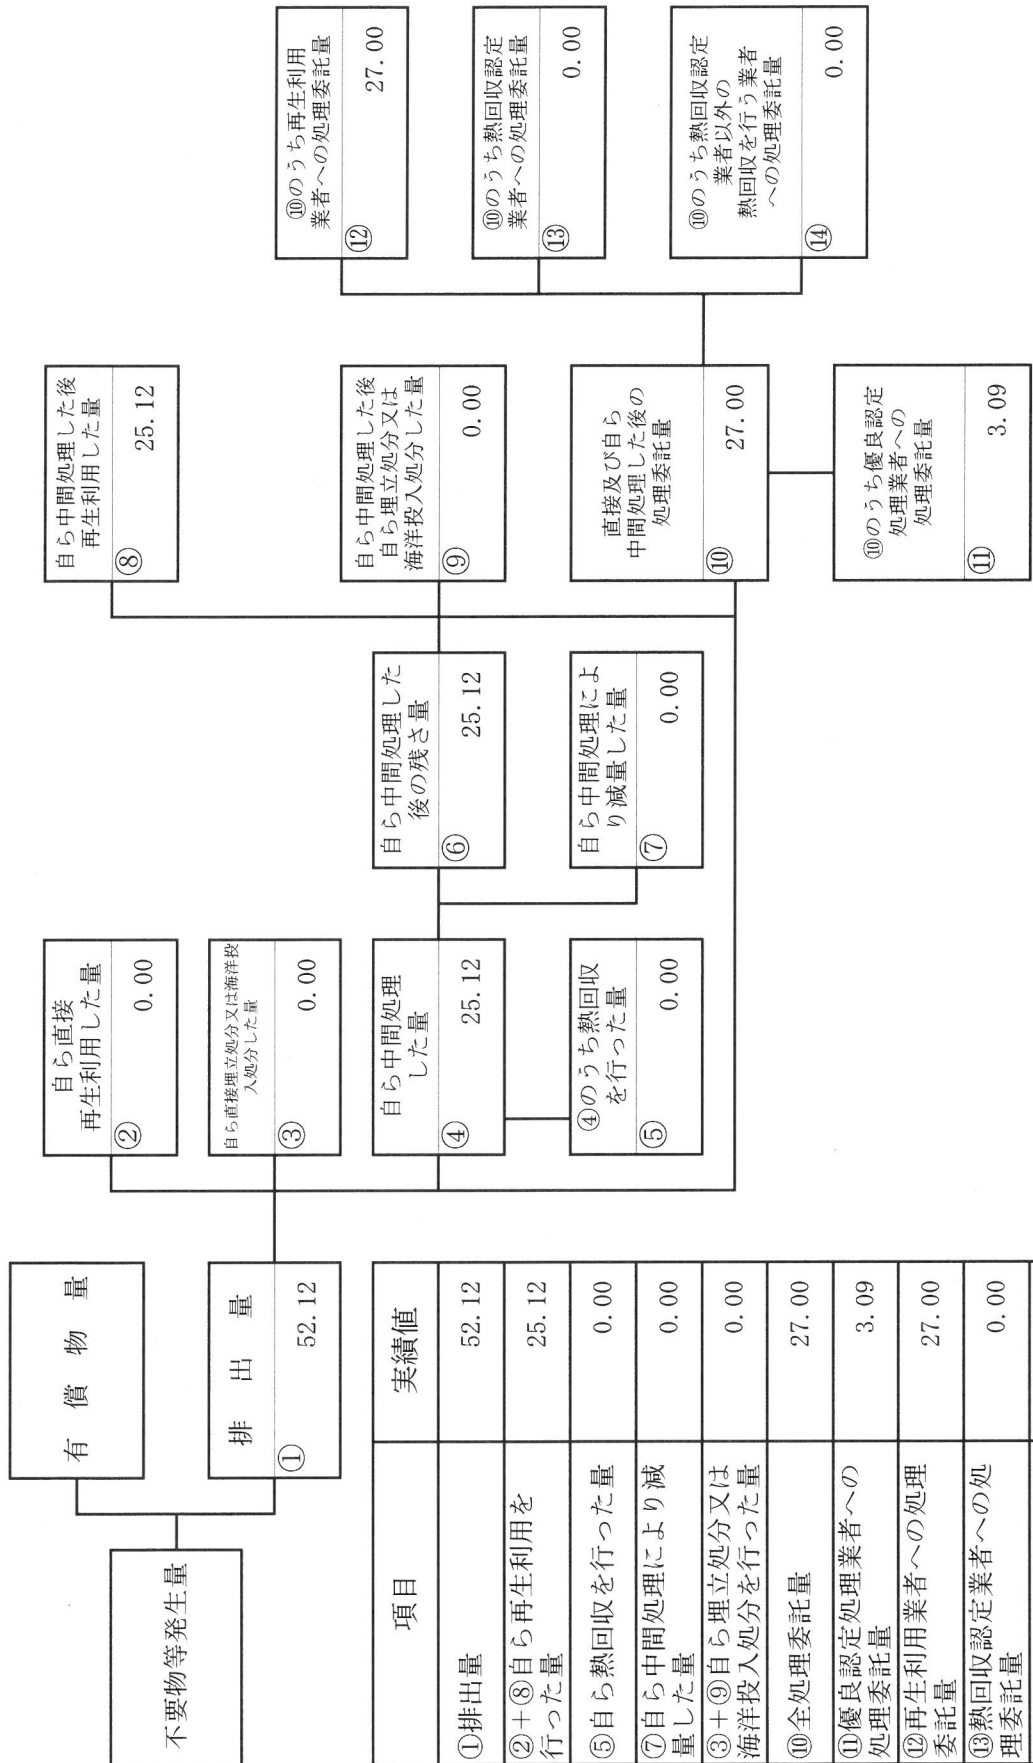 不要物等発生量
有償物量
排出量
①
52.12
自ら直接
再生利用した量
②
0.00
自ら直接埋立処分又は海洋投
入処分した量
③
0.00
自ら中間処理
した量
④
25.12
④のうち熱回収
を行った量
⑤
0.00
自ら中間処理した
後の残さ量
⑥
25.12
自ら中間処理によ
り減量した量
⑦
0.00
自ら中間処理した後
再生利用した量
⑧
25.12
自ら中間処理した後
自ら埋立処分又は
海洋投入処分した量
⑨
0.00
直接及び自ら
中間処理した後の
処理委託量
⑩
27.00
⑩のうち優良認定
処理業者への
処理委託量
⑪
3.09
⑩のうち再生利用
業者への処理委託量
⑫
27.00
⑩のうち熱回収認定
業者への処理委託量
⑬
0.00
⑩のうち熱回収認定
業者以外の
熱回収を行う業者
への処理委託量
⑭
0.00
項目 実績値
①排出量 52.12
②＋⑧自ら再生利用を
行った量 25.12
⑤自ら熱回収を行った量 0.00
⑦自ら中間処理により減
量した量 0.00
③＋⑨自ら埋立処分又は
海洋投入処分を行った量 0.00
⑩全処理委託量 27.00
⑪優良認定処理業者への
処理委託量 3.09
⑫再生利用業者への処理
委託量 27.00
⑬熱回収認定業者への処
理委託量 0.00